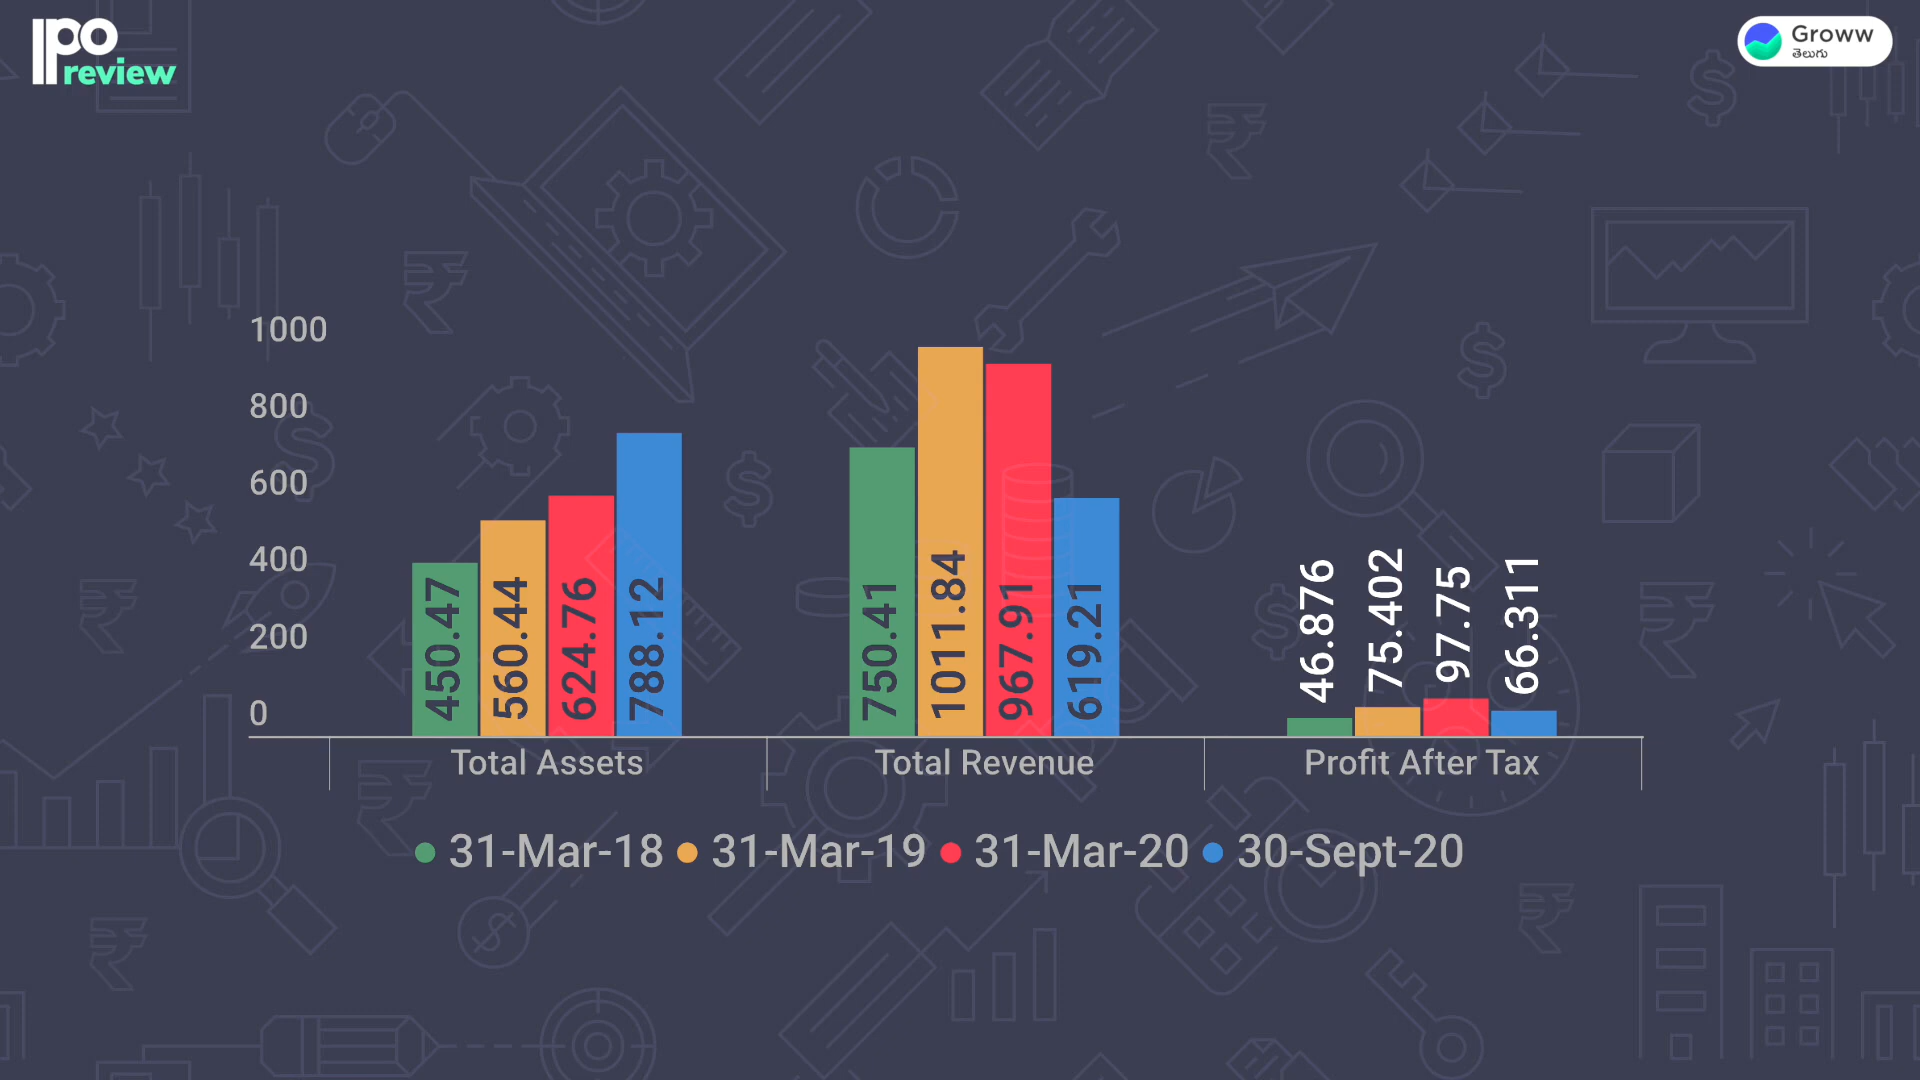 IPO
review
Groww
తెలుగు
1000
800
600
400
200
0
450.47
560.44
624.76
788.12
750.41
1011.84
967.91
619.21
46.876
75.402
97.75
66.311
Total Assets
Total Revenue
Profit After Tax
31-Mar-18 31-Mar-19 31-Mar-20 30-Sept-20